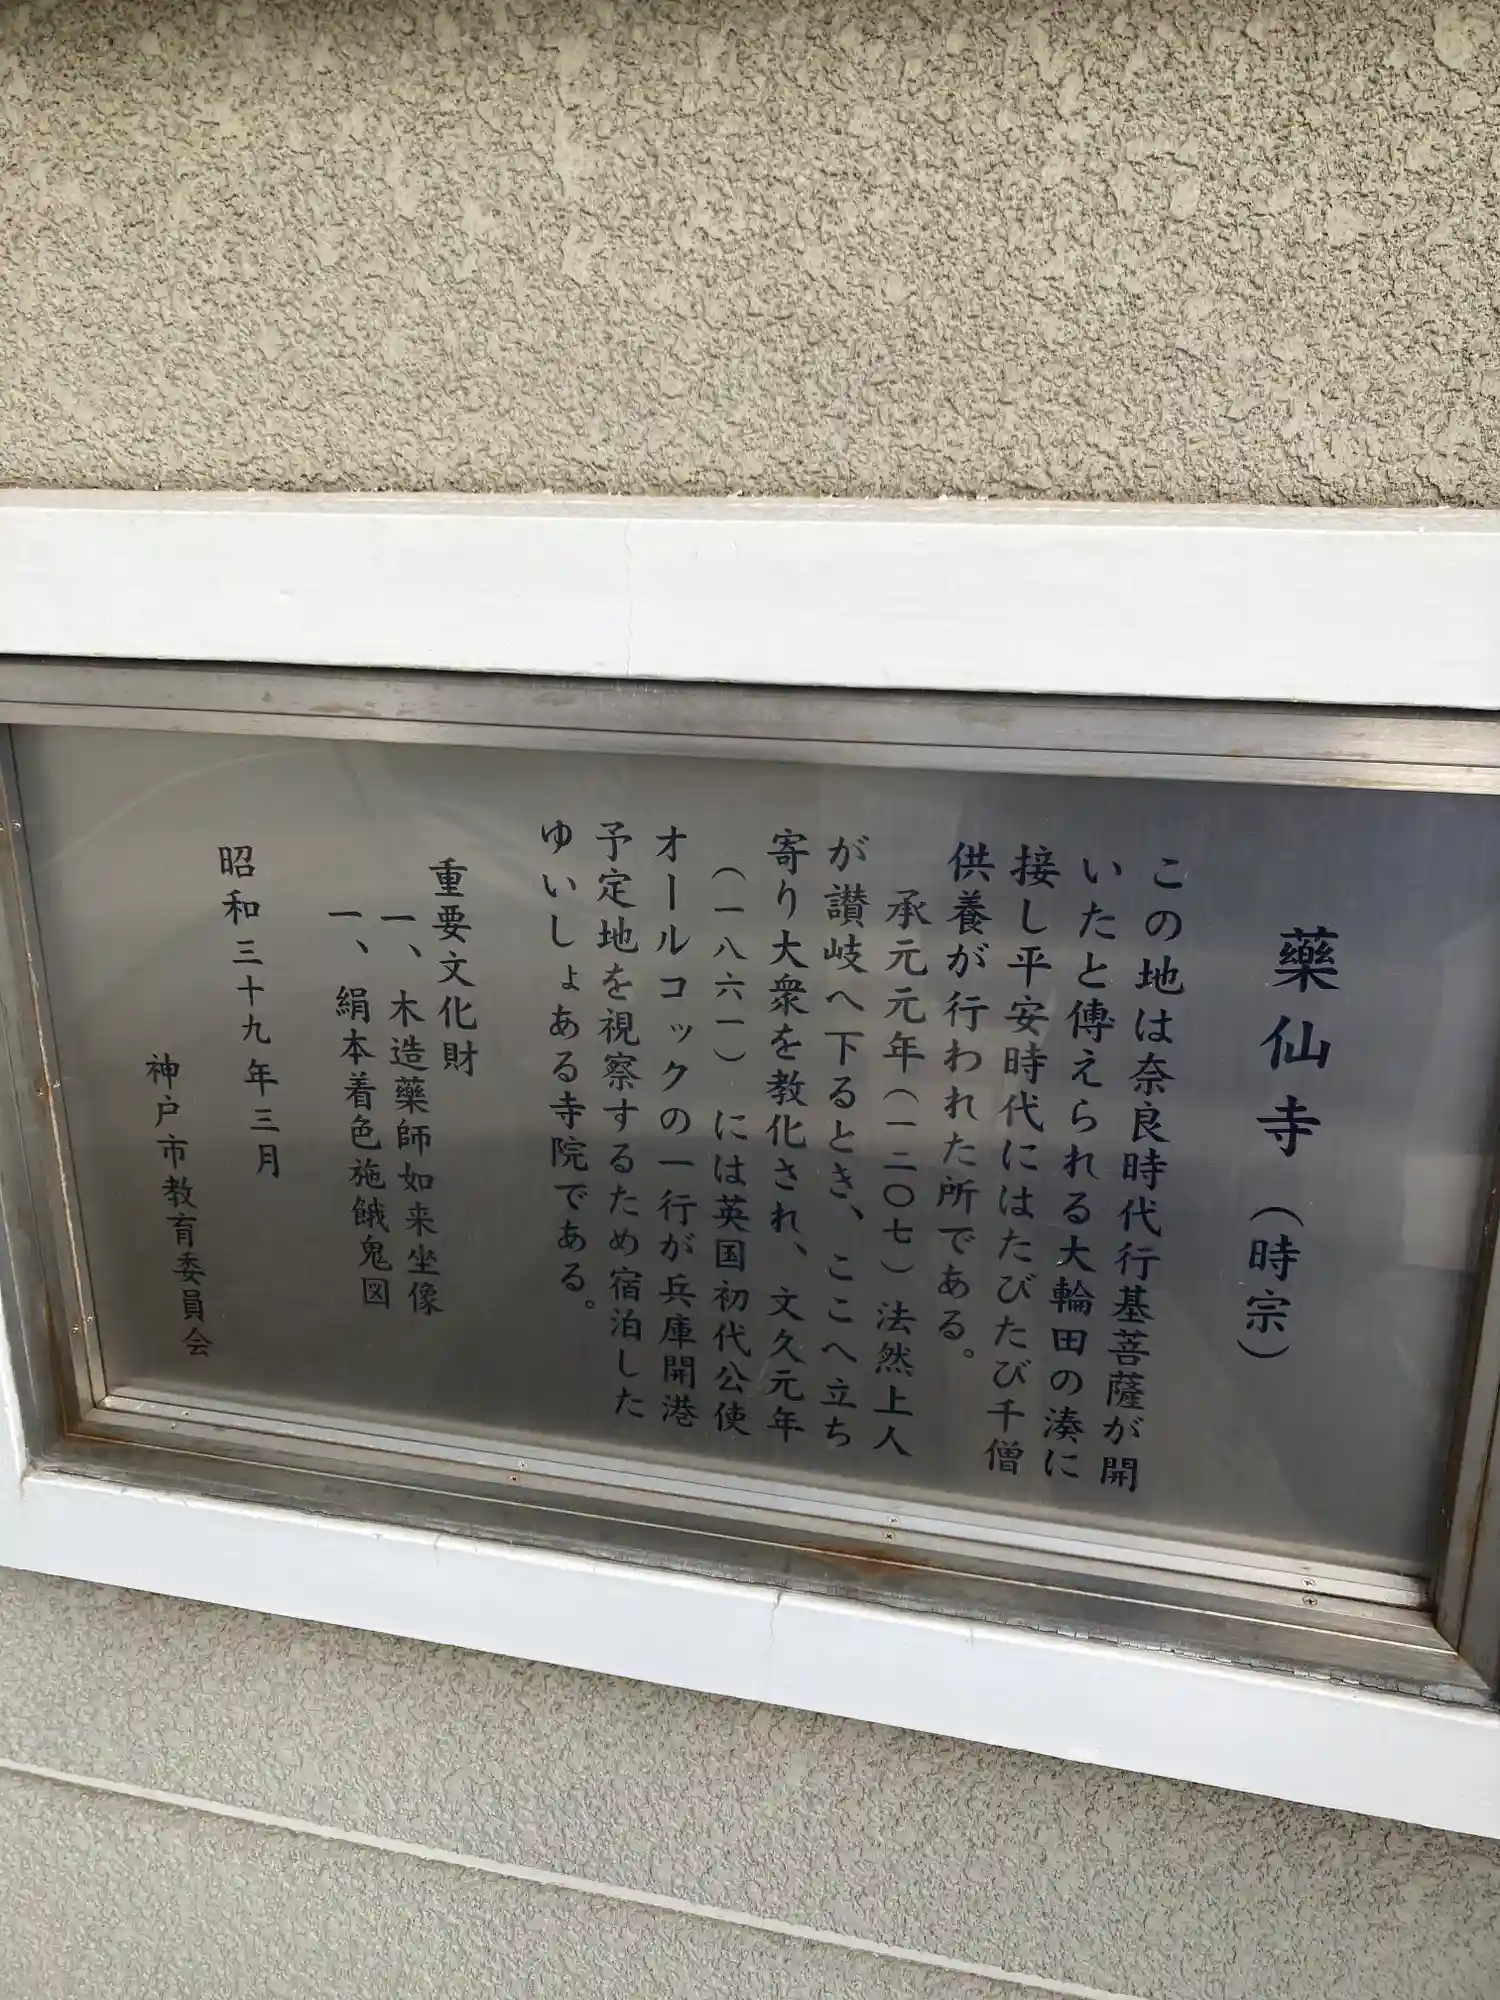 藥仙寺（時宗）
この地は奈良時代行基菩薩が開
いたと傳えられる大輪田の湊に
接し平安時代にはたびたび千僧
供養が行われた所である。
承元元年（一二〇七）法然上人
が讃岐へ下るとき、ここへ立ち
寄り大衆を教化され、文久元年
（一八六一）には英国初代公使
オールコックの一行が兵庫開港
予定地を視察するため宿泊した
ゆいしょある寺院である。
重要文化財
一、木造藥師如来坐像
一、絹本着色施餓鬼図
昭和三十九年三月
神戸市教育委員会